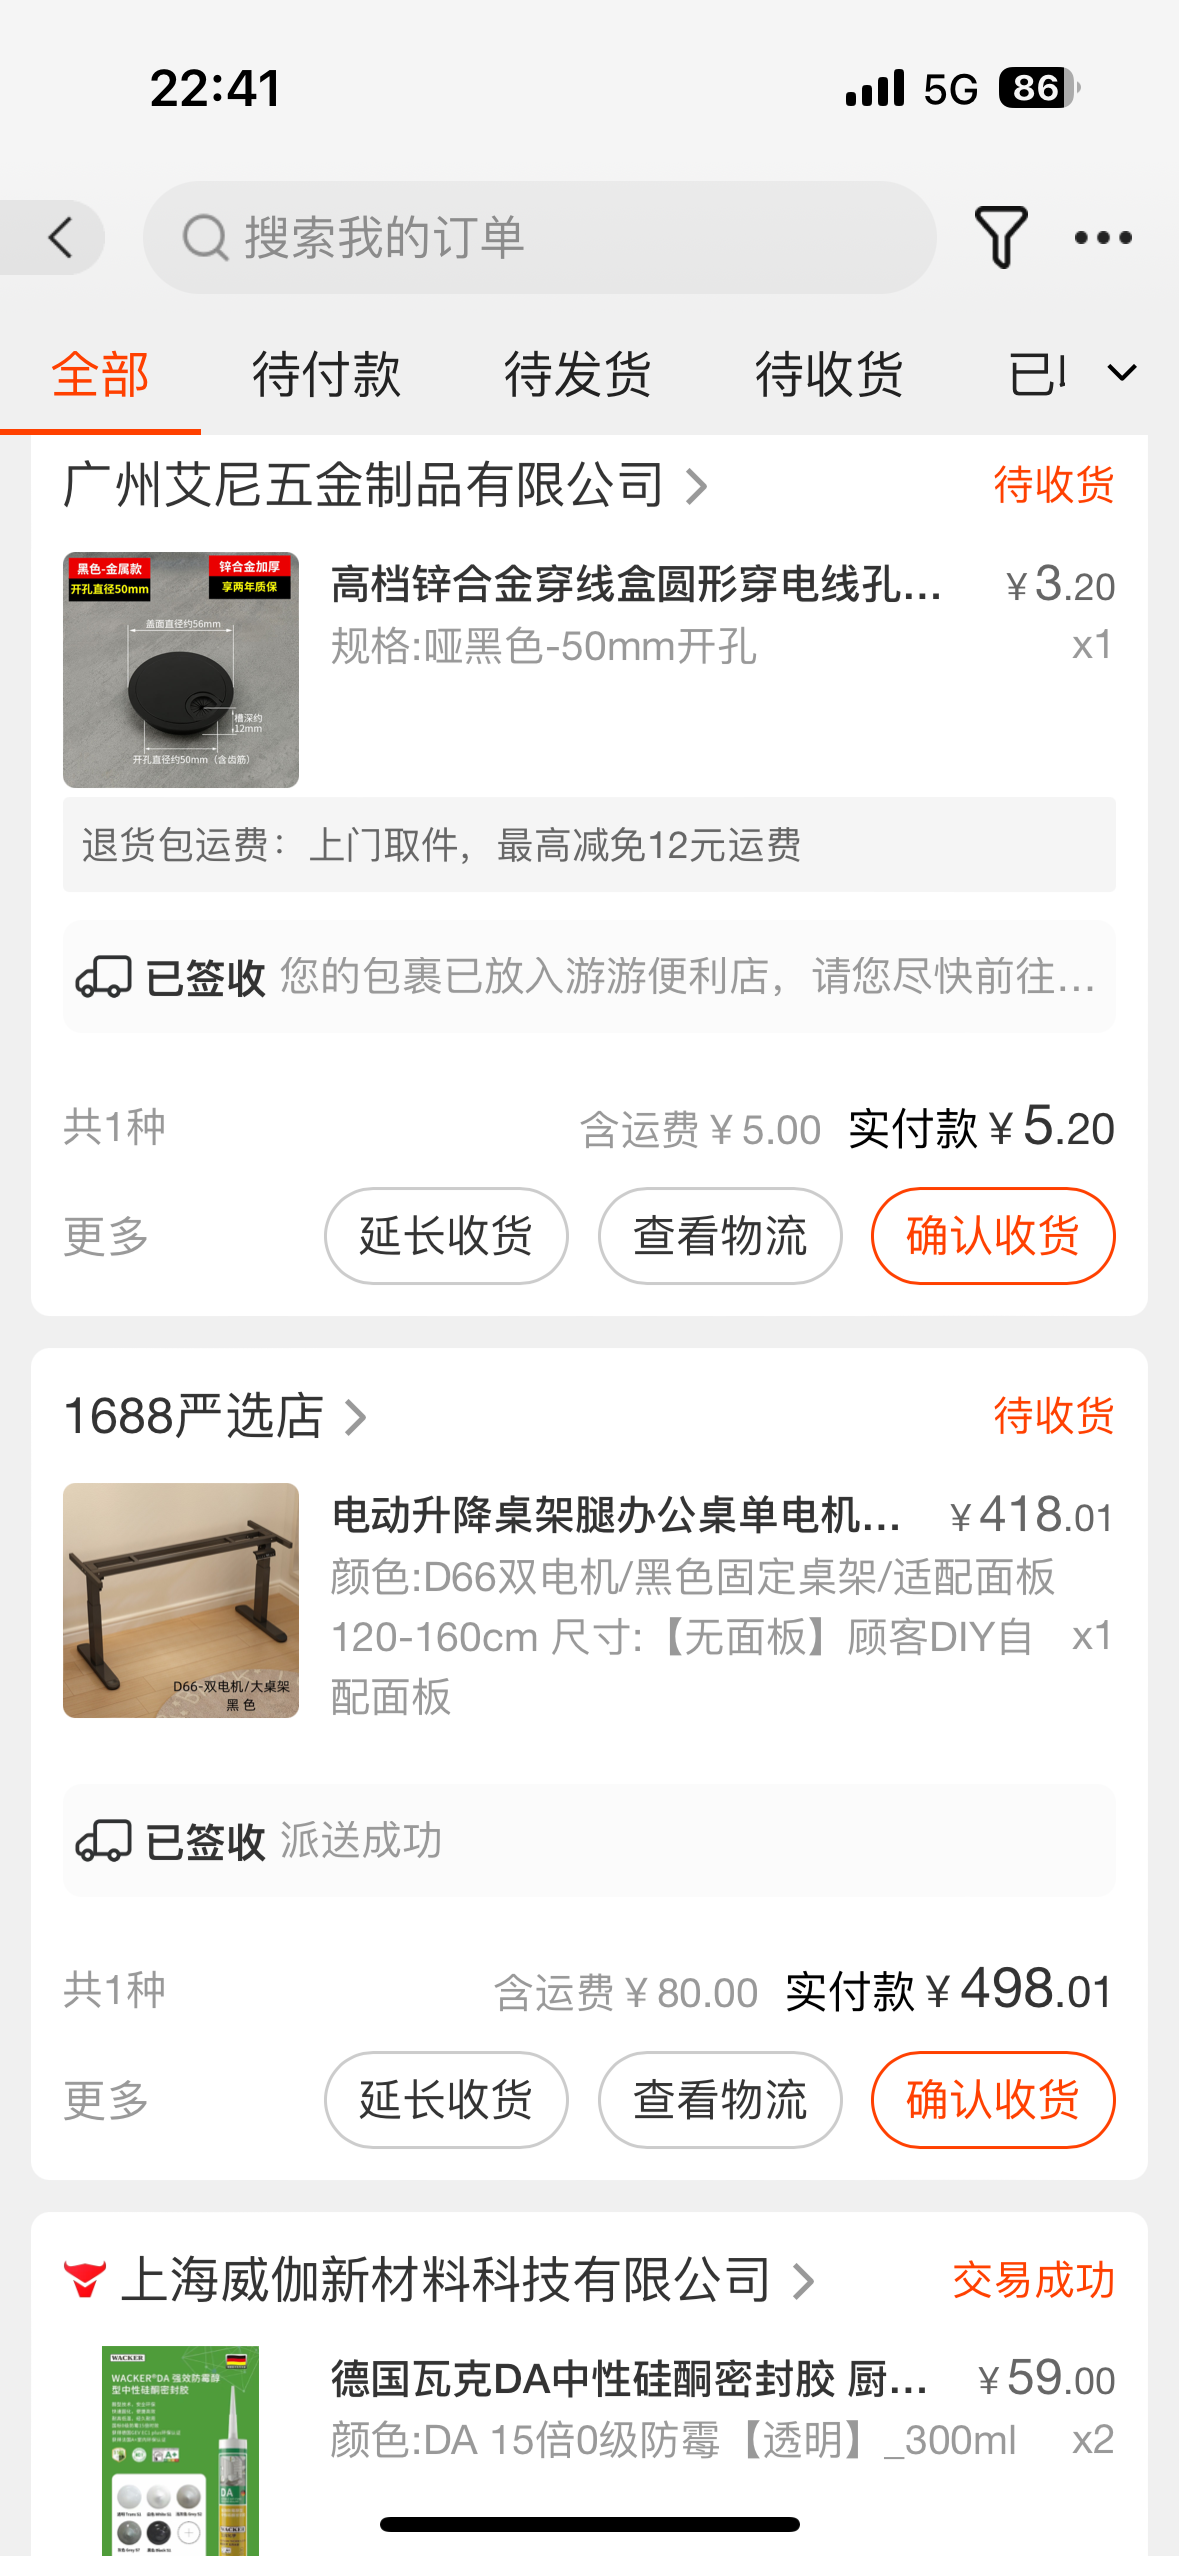 22:41
5G
86
搜索我的订单
全部
待付款
待发货
待收货
已
广州艾尼五金制品有限公司
待收货
黑色-金属款
开孔直径50mm
锌合金加厚
享两年质保
盖面直径约56mm
槽深约
12mm
开孔直径约50mm（含齿筋）
高档锌合金穿线盒圆形穿电线孔...
¥3.20
规格:哑黑色-50mm开孔
x1
退货包运费：上门取件，最高减免12元运费
已签收 您的包裹已放入游游便利店，请您尽快前往...
共1种
含运费 ¥5.00 实付款 ¥5.20
更多
延长收货
查看物流
确认收货
1688严选店
待收货
D66-双电机/大桌架
黑 色
电动升降桌架腿办公桌单电机...
¥418.01
颜色:D66双电机/黑色固定桌架/适配面板
120-160cm 尺寸:【无面板】顾客DIY自
配面板
x1
已签收 派送成功
共1种
含运费 ¥80.00 实付款 ¥498.01
更多
延长收货
查看物流
确认收货
上海威伽新材料科技有限公司
交易成功
WACKER
WACKER®DA 强效防霉醇
型中性硅酮密封胶
DA
WACKER
德国瓦克DA中性硅酮密封胶 厨...
¥59.00
颜色:DA 15倍0级防霉【透明】_300ml
x2